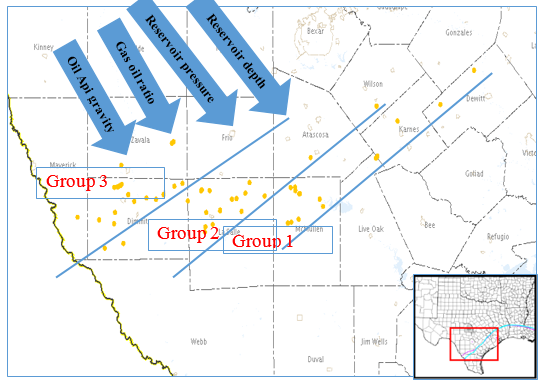 Gonzales
Bexar
Kinney
Wilson
Dewitt
Oil Api gravity
Gas oil ratio
Reservoir pressure
Reservoir depth
Zavala
Frio
Atascosa
Karnes
Maverick
Goliad
Group 3
Dimmit
Group 2
Group 1
La Salle
McMullen
Live Oak
Bee
Refugio
Webb
Duval
Jim Wells